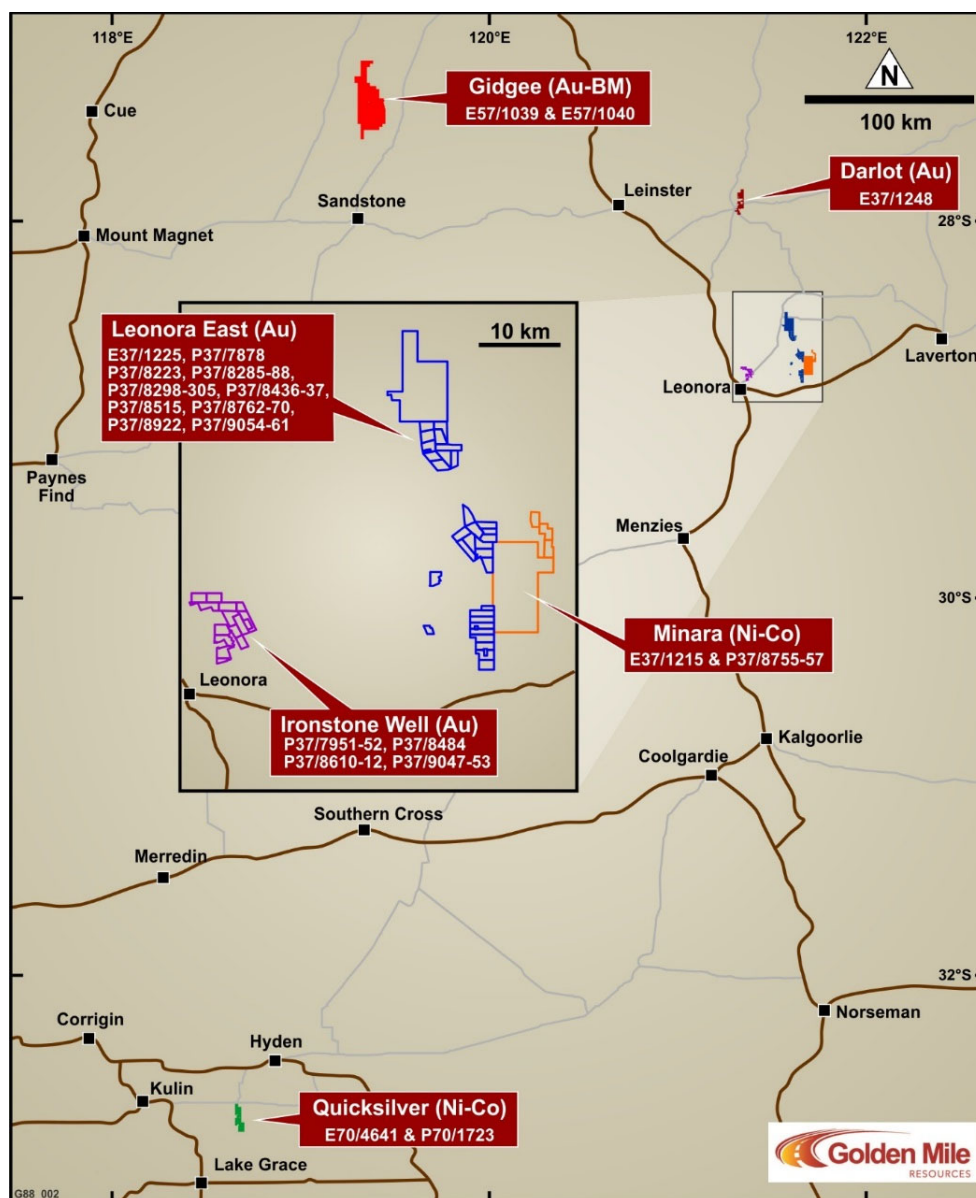 118°E
120°E
122°E
N
100 km
Gidgee (Au-BM)
E57/1039 & E57/1040
Cue
Darlot (Au)
E37/1248
Leinster
Sandstone
28°S
Mount Magnet
Leonora East (Au)
E37/1225, P37/7878
P37/8223, P37/8285-88,
P37/8298-305, P37/8436-37,
P37/8515, P37/8762-70,
P37/8922, P37/9054-61
10 km
Laverton
Leonora
Paynes
Find
Menzies
30°S
Minara (Ni-Co)
E37/1215 & P37/8755-57
Leonora
Ironstone Well (Au)
P37/7951-52, P37/8484
P37/8610-12, P37/9047-53
Kalgoorlie
Coolgardie
Southern Cross
Merredin
32°S
Norseman
Corrigin
Hyden
Kulin
Quicksilver (Ni-Co)
E70/4641 & P70/1723
Lake Grace
Golden Mile
RESOURCES
G88_002